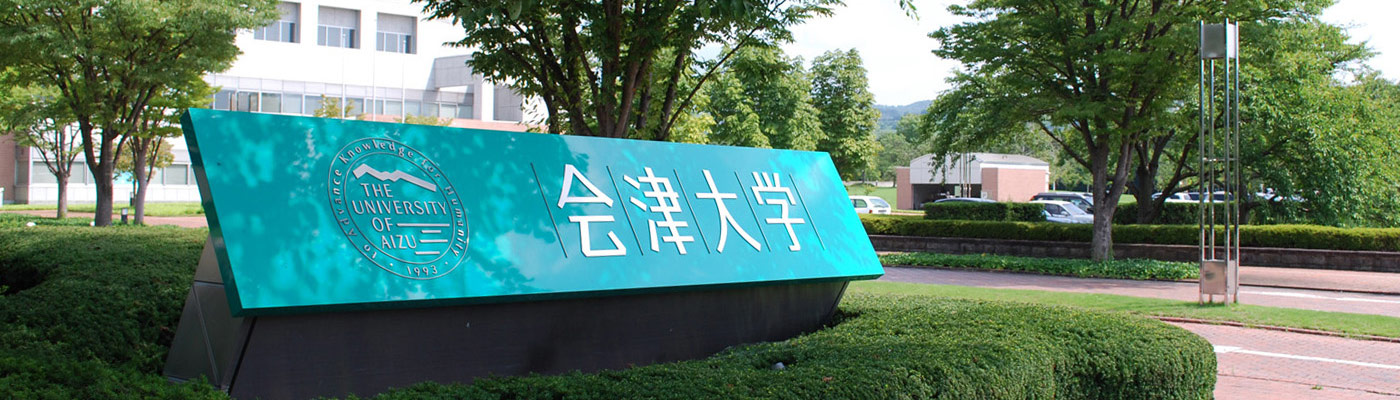 to Advance Knowledge for Humanity
THE
UNIVERSITY
OF
AIZU
1993
会津大学